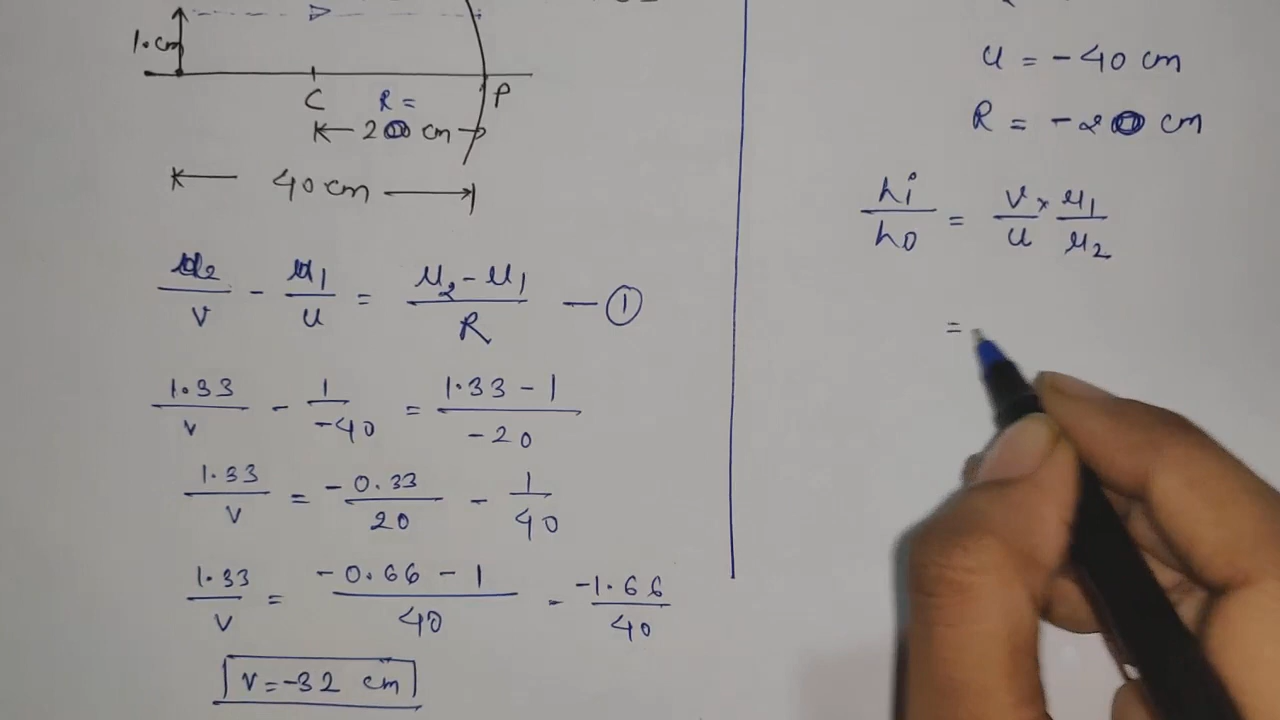 1.cm
C R = P
20 cm
40 cm
μ2/v - μ1/u = μ2 - μ1/R — ①
1.33/v - 1/-40 = 1.33 - 1/-20
1.33/v = - 0.33/20 - 1/40
1.33/v = - 0.66 - 1/40 - -1.66/40
v = -32 cm
u = - 40 cm
R = - 20 cm
hi/ho = v/u × μ1/μ2
=